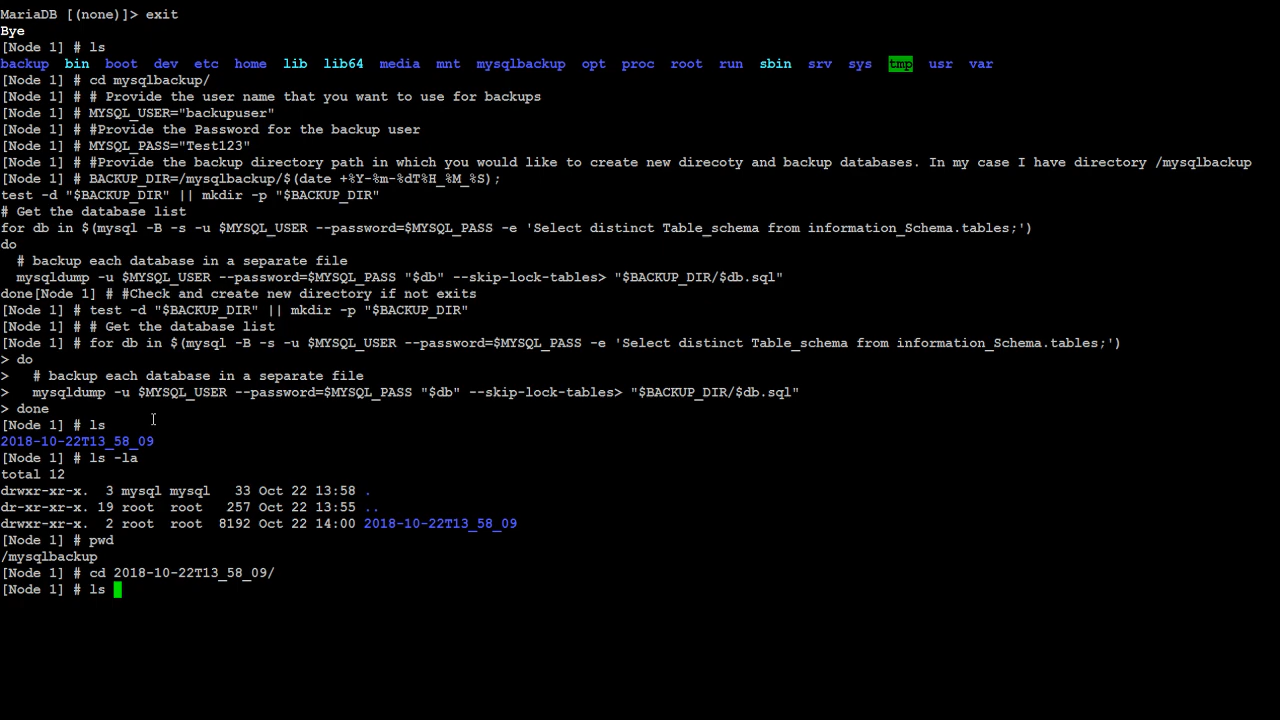 MariaDB [(none)]> exit
Bye
[Node 1] # ls
backup bin boot dev etc home lib lib64 media mnt mysqlbackup opt proc root run sbin srv sys tmp usr var
[Node 1] # cd mysqlbackup/
[Node 1] # # Provide the user name that you want to use for backups
[Node 1] # MYSQL_USER="backupuser"
[Node 1] # #Provide the Password for the backup user
[Node 1] # MYSQL_PASS="Test123"
[Node 1] # #Provide the backup directory path in which you would like to create new direcoty and backup databases. In my case I have directory /mysqlbackup
[Node 1] # BACKUP_DIR=/mysqlbackup/$(date +%Y-%m-%dT%H_%M_%S);
test -d "$BACKUP_DIR" || mkdir -p "$BACKUP_DIR"
# Get the database list
for db in $(mysql -B -s -u $MYSQL_USER --password=$MYSQL_PASS -e 'Select distinct Table_schema from information_Schema.tables;')
do
  # backup each database in a separate file
  mysqldump -u $MYSQL_USER --password=$MYSQL_PASS "$db" --skip-lock-tables> "$BACKUP_DIR/$db.sql"
done[Node 1] # #Check and create new directory if not exits
[Node 1] # test -d "$BACKUP_DIR" || mkdir -p "$BACKUP_DIR"
[Node 1] # # Get the database list
[Node 1] # for db in $(mysql -B -s -u $MYSQL_USER --password=$MYSQL_PASS -e 'Select distinct Table_schema from information_Schema.tables;')
> do
>   # backup each database in a separate file
>   mysqldump -u $MYSQL_USER --password=$MYSQL_PASS "$db" --skip-lock-tables> "$BACKUP_DIR/$db.sql"
> done
[Node 1] # ls
2018-10-22T13_58_09
[Node 1] # ls -la
total 12
drwxr-xr-x.  3 mysql mysql   33 Oct 22 13:58 .
dr-xr-xr-x. 19 root  root   257 Oct 22 13:55 ..
drwxr-xr-x.  2 root  root  8192 Oct 22 14:00 2018-10-22T13_58_09
[Node 1] # pwd
/mysqlbackup
[Node 1] # cd 2018-10-22T13_58_09/
[Node 1] # ls